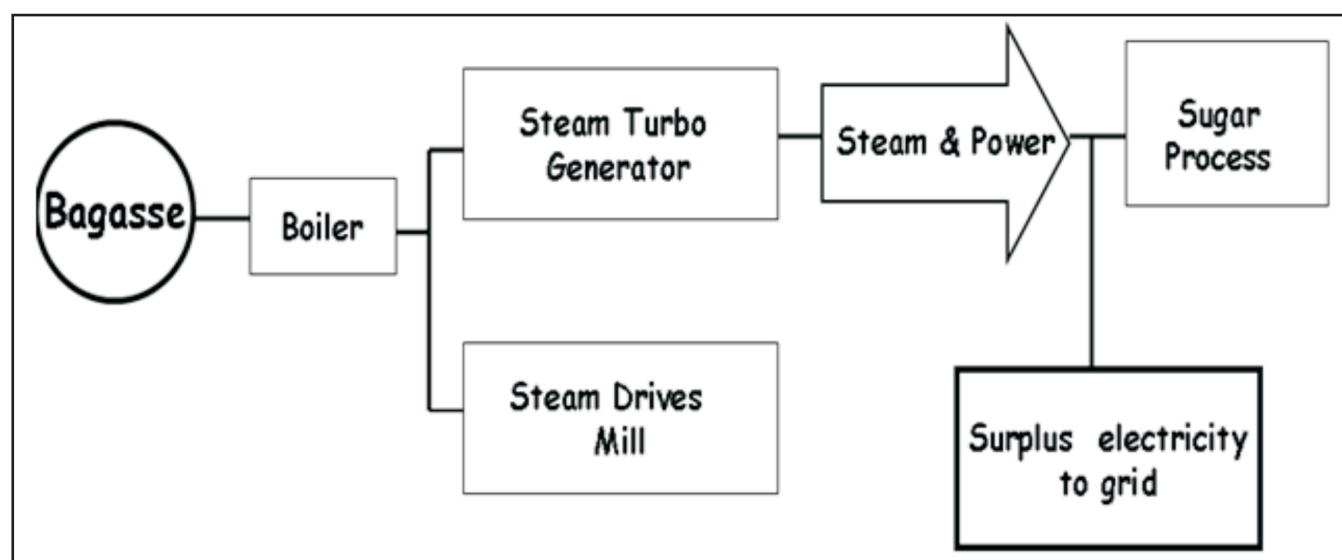 Bagasse
Boiler
Steam Turbo
Generator
Steam Drives
Mill
Steam & Power
Sugar
Process
Surplus electricity
to grid